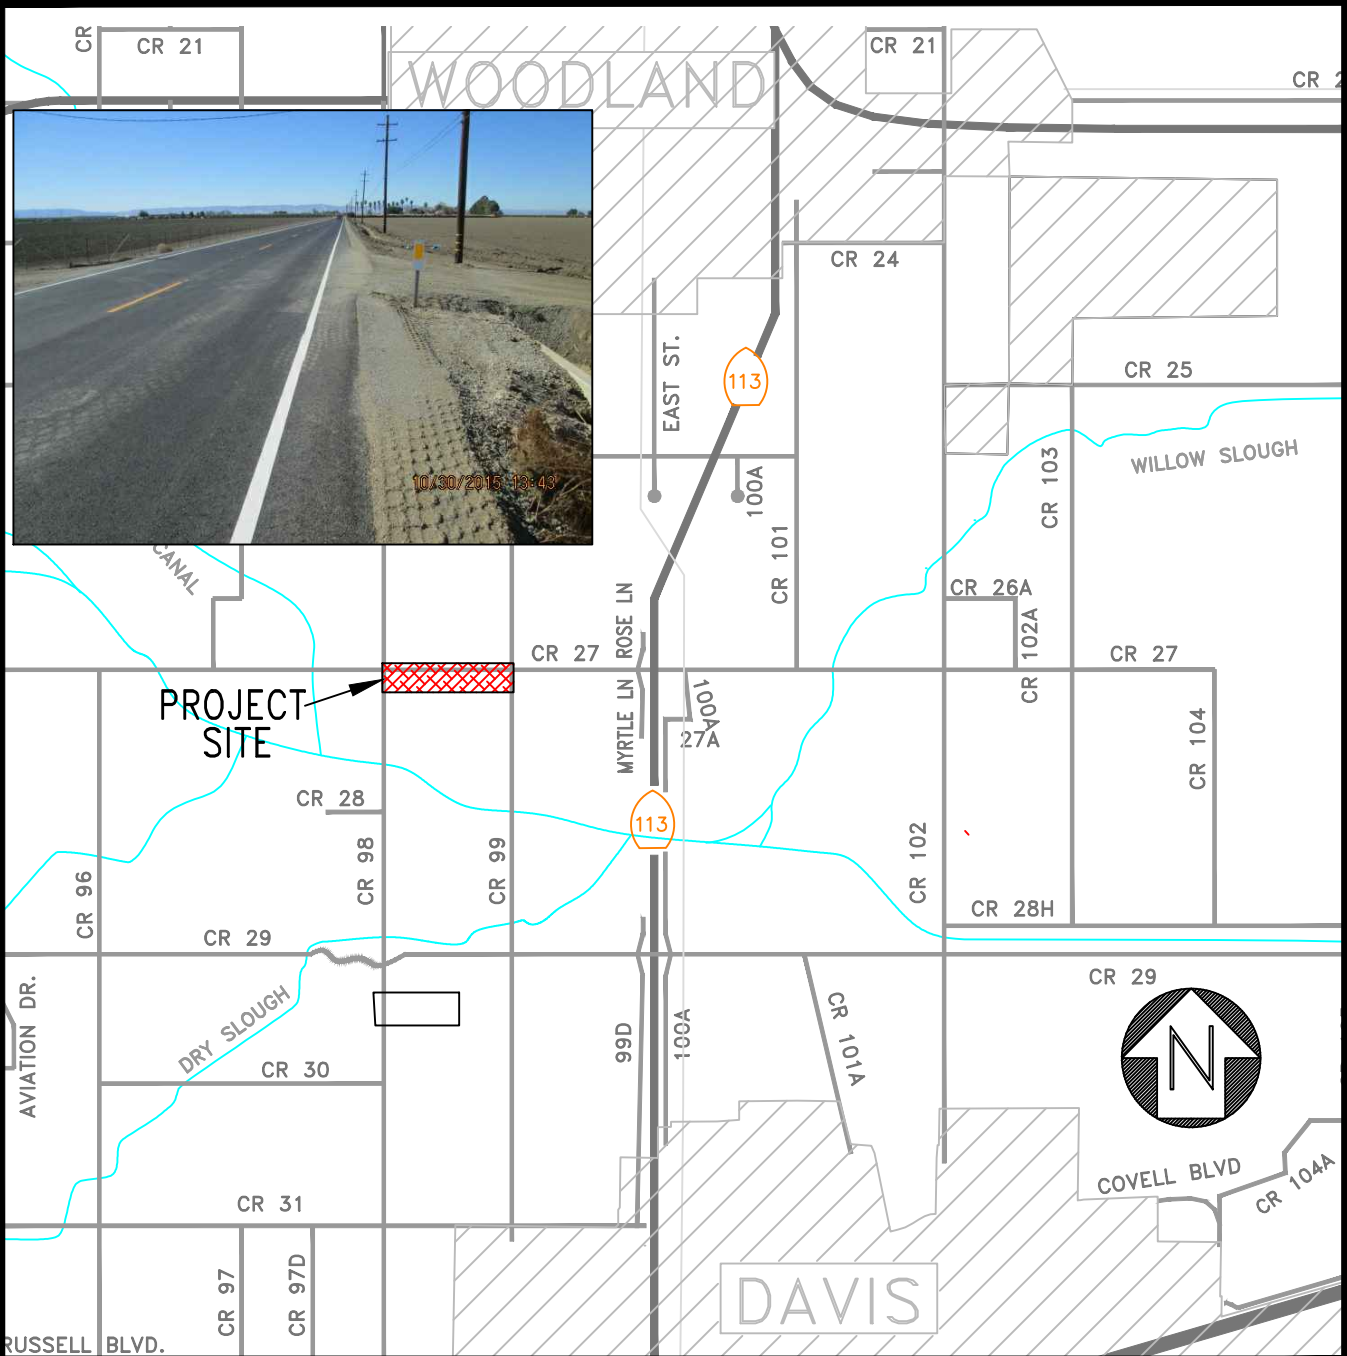 CR
CR 21
CR 21
WOODLAND
CR 2
CR 24
EAST ST.
113
CR 25
10/30/2015 13:43
WILLOW SLOUGH
CR 103
100A
CR 101
CANAL
CR 26A
ROSE LN
102A
CR 27
CR 27
CR
PROJECT
SITE
MYRTLE LN
100A
27A
CR 104
CR 28
113
CR 98
CR 99
CR 102
CR 96
CR 28H
CR 29
CR 29
AVIATION DR.
DRY SLOUGH
99D
100A
CR 101A
N
CR 30
COVELL BLVD
CR 104A
CR 31
CR 97
CR 97D
DAVIS
RUSSELL BLVD.